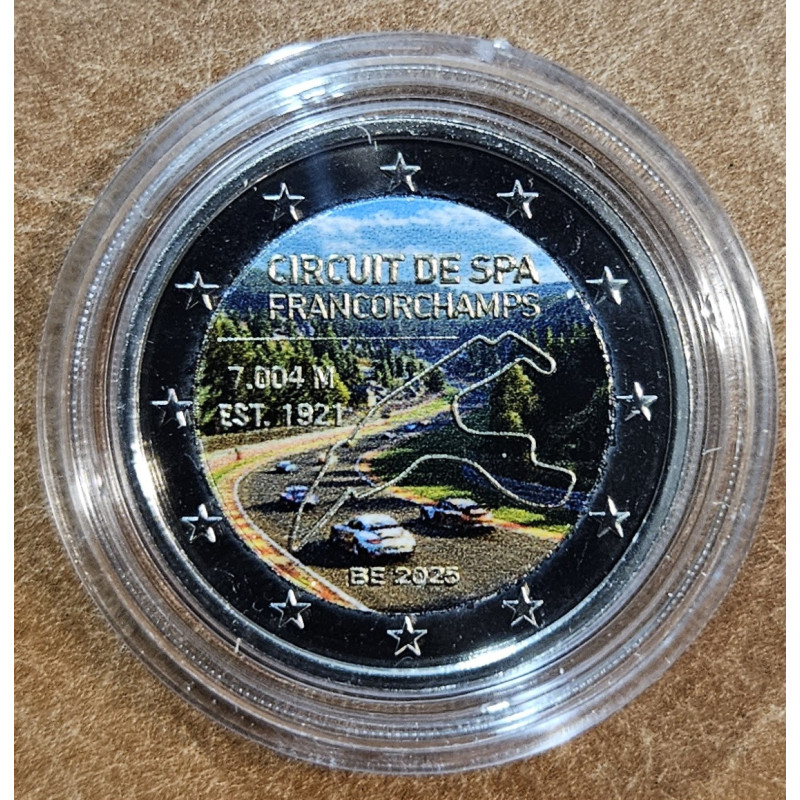 CIRCUIT DE SPA
FRANCORCHAMPS
7.004 M
EST. 1921
BE 2025